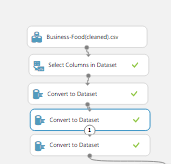 Business-Food(cleaned).csv
Select Columns in Dataset
Convert to Dataset
Convert to Dataset
1
Convert to Dataset